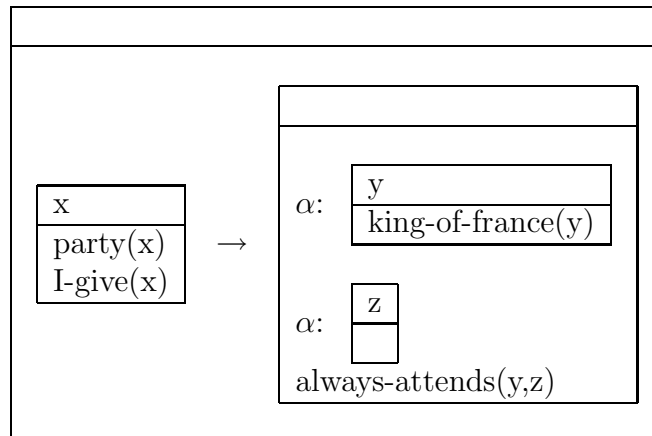 x
party(x)
I-give(x)
→
α:
y
king-of-france(y)
α:
z
always-attends(y,z)